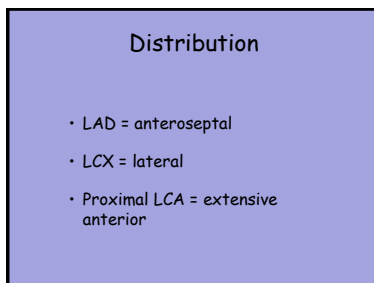 Distribution
• LAD = anteroseptal
• LCX = lateral
• Proximal LCA = extensive
anterior